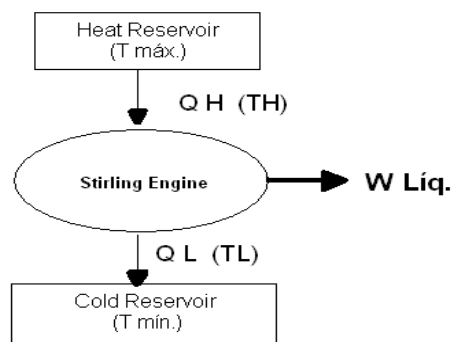 Heat Reservoir
(T máx.)
Q H (TH)
Stirling Engine
W Líq.
Q L (TL)
Cold Reservoir
(T mín.)